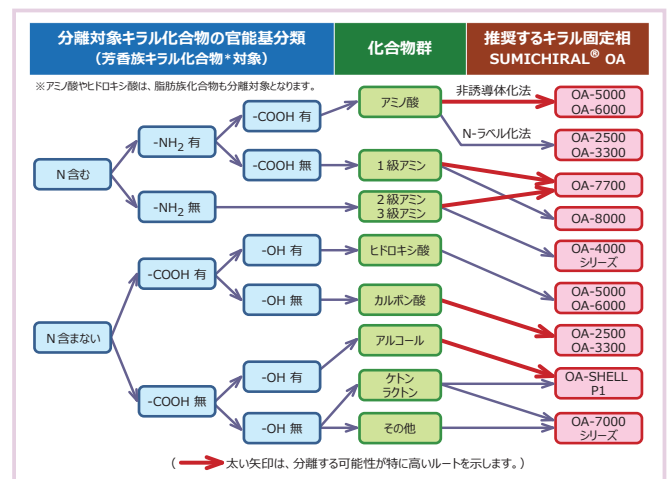 分離対象キラル化合物の官能基分類
(芳香族キラル化合物*対象)
化合物群
推奨するキラル固定相
SUMICHIRAL® OA
※アミノ酸やヒドロキシ酸は、脂肪族化合物も分離対象となります。
N含む
-NH2 有
-NH2 無
-COOH 有
-COOH 無
アミノ酸
1級アミン
2級アミン
3級アミン
非誘導体化法
N-ラベル化法
OA-5000
OA-6000
OA-2500
OA-3300
OA-7700
OA-8000
OA-4000
シリーズ
N含まない
-COOH 有
-COOH 無
-OH 有
-OH 無
-OH 有
-OH 無
ヒドロキシ酸
カルボン酸
アルコール
ケトン
ラクトン
その他
OA-5000
OA-6000
OA-2500
OA-3300
OA-SHELL
P1
OA-7000
シリーズ
( 太い矢印は、分離する可能性が特に高いルートを示します。)